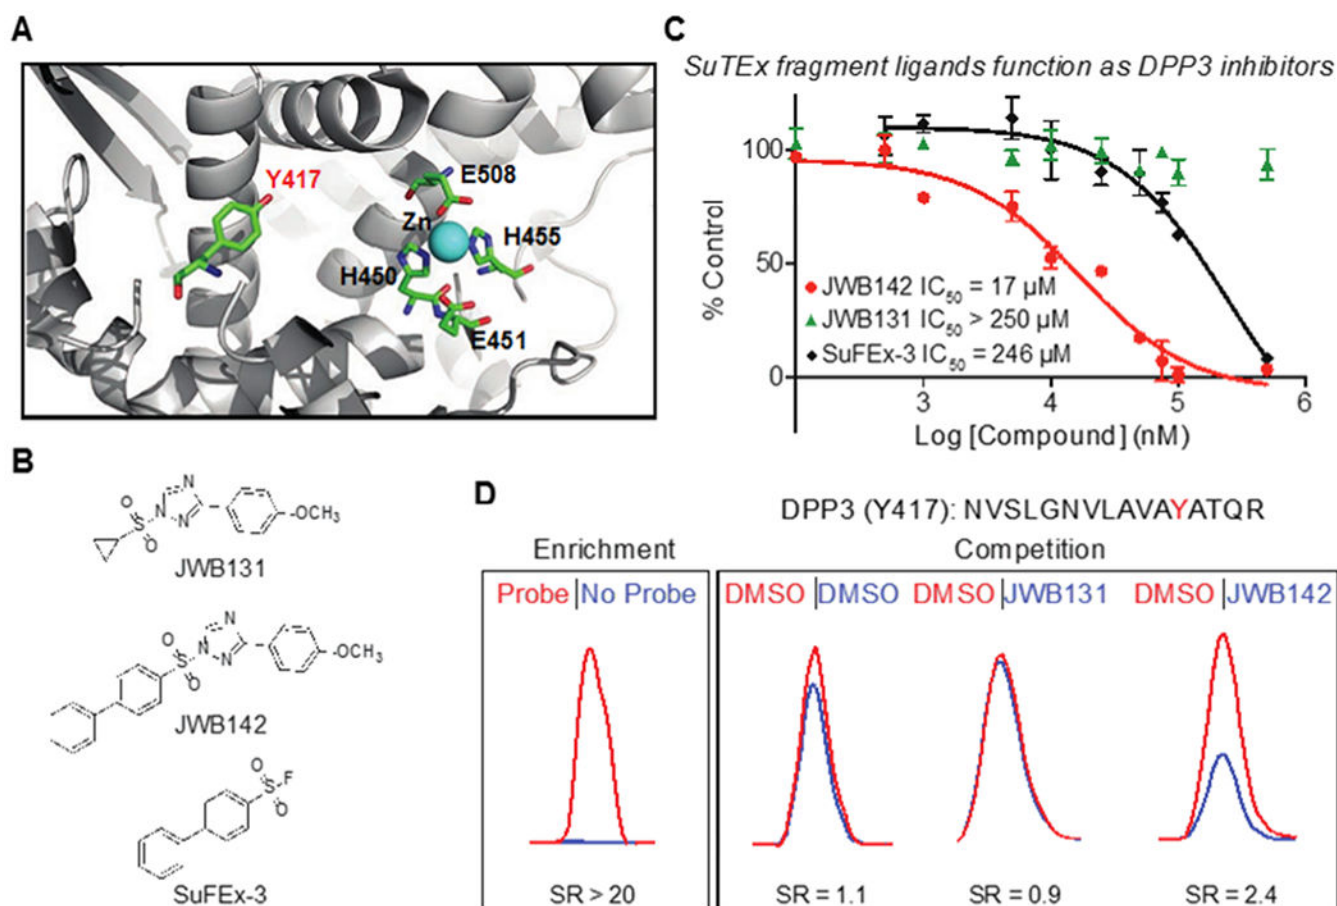 A
Y417
E508
Zn
H455
H450
E451
B
N
N
N
O
S
O
OCH3
JWB131
N
N
N
O
S
O
OCH3
JWB142
O
S
F
O
SuFEx-3
C
SuTEx fragment ligands function as DPP3 inhibitors
% Control
100
50
0
JWB142 IC50 = 17 µM
JWB131 IC50 > 250 µM
SuFEx-3 IC50 = 246 µM
3 4 5 6
Log [Compound] (nM)
D
DPP3 (Y417): NVSLGNVLAVAYATQR
Enrichment
Competition
Probe | No Probe
DMSO | DMSO
DMSO | JWB131
DMSO | JWB142
SR > 20
SR = 1.1
SR = 0.9
SR = 2.4